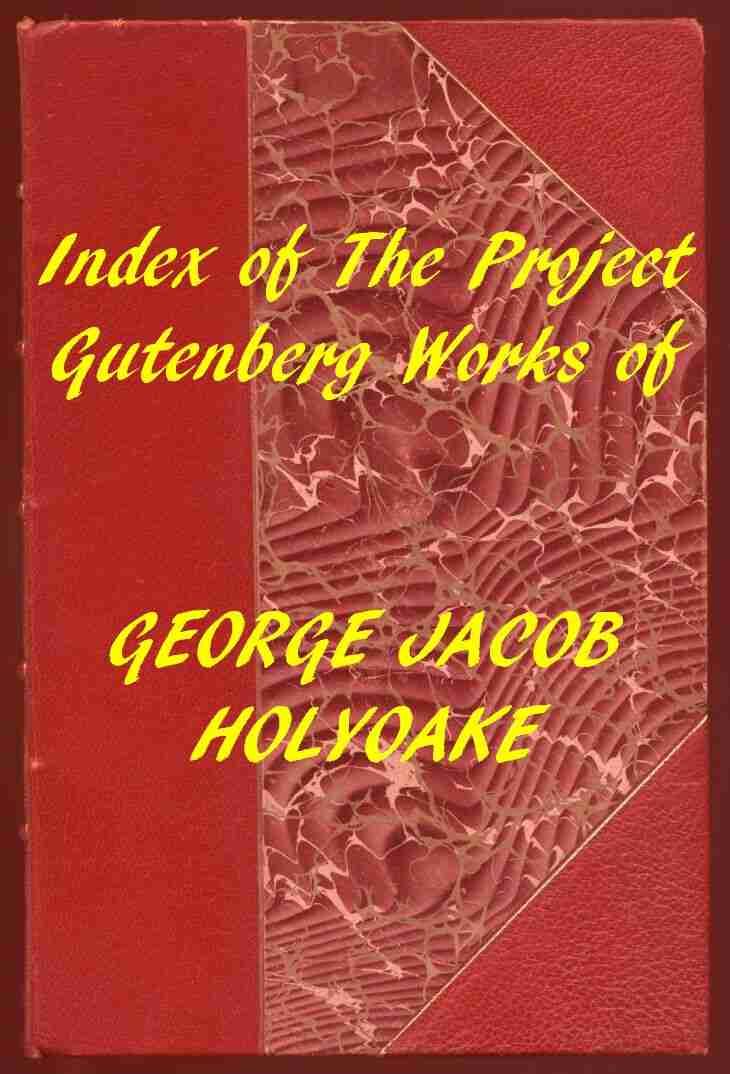 Index of The Project
Gutenberg Works of
GEORGE JACOB
HOLYOAKE